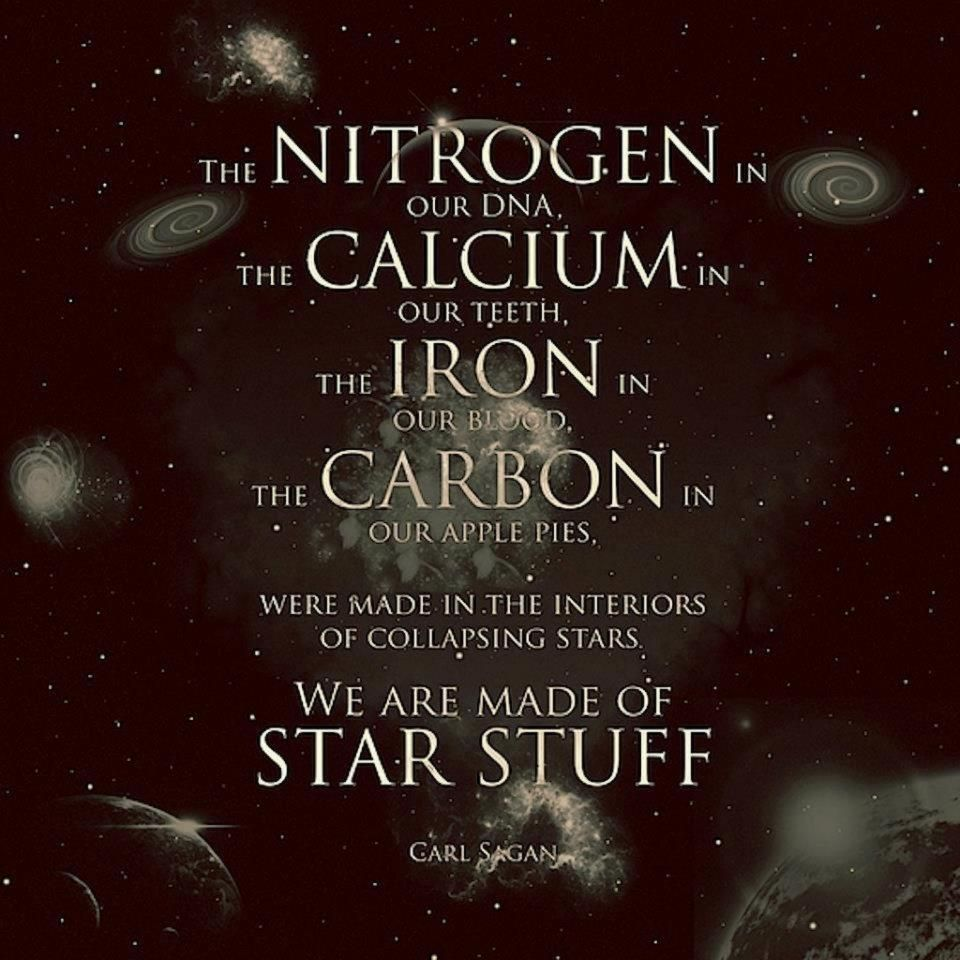 The NITROGEN in
our DNA,
the CALCIUM in
our teeth,
the IRON in
our blood,
the CARBON in
our apple pies,
were made in the interiors
of collapsing stars.
We are made of
STAR STUFF
Carl Sagan